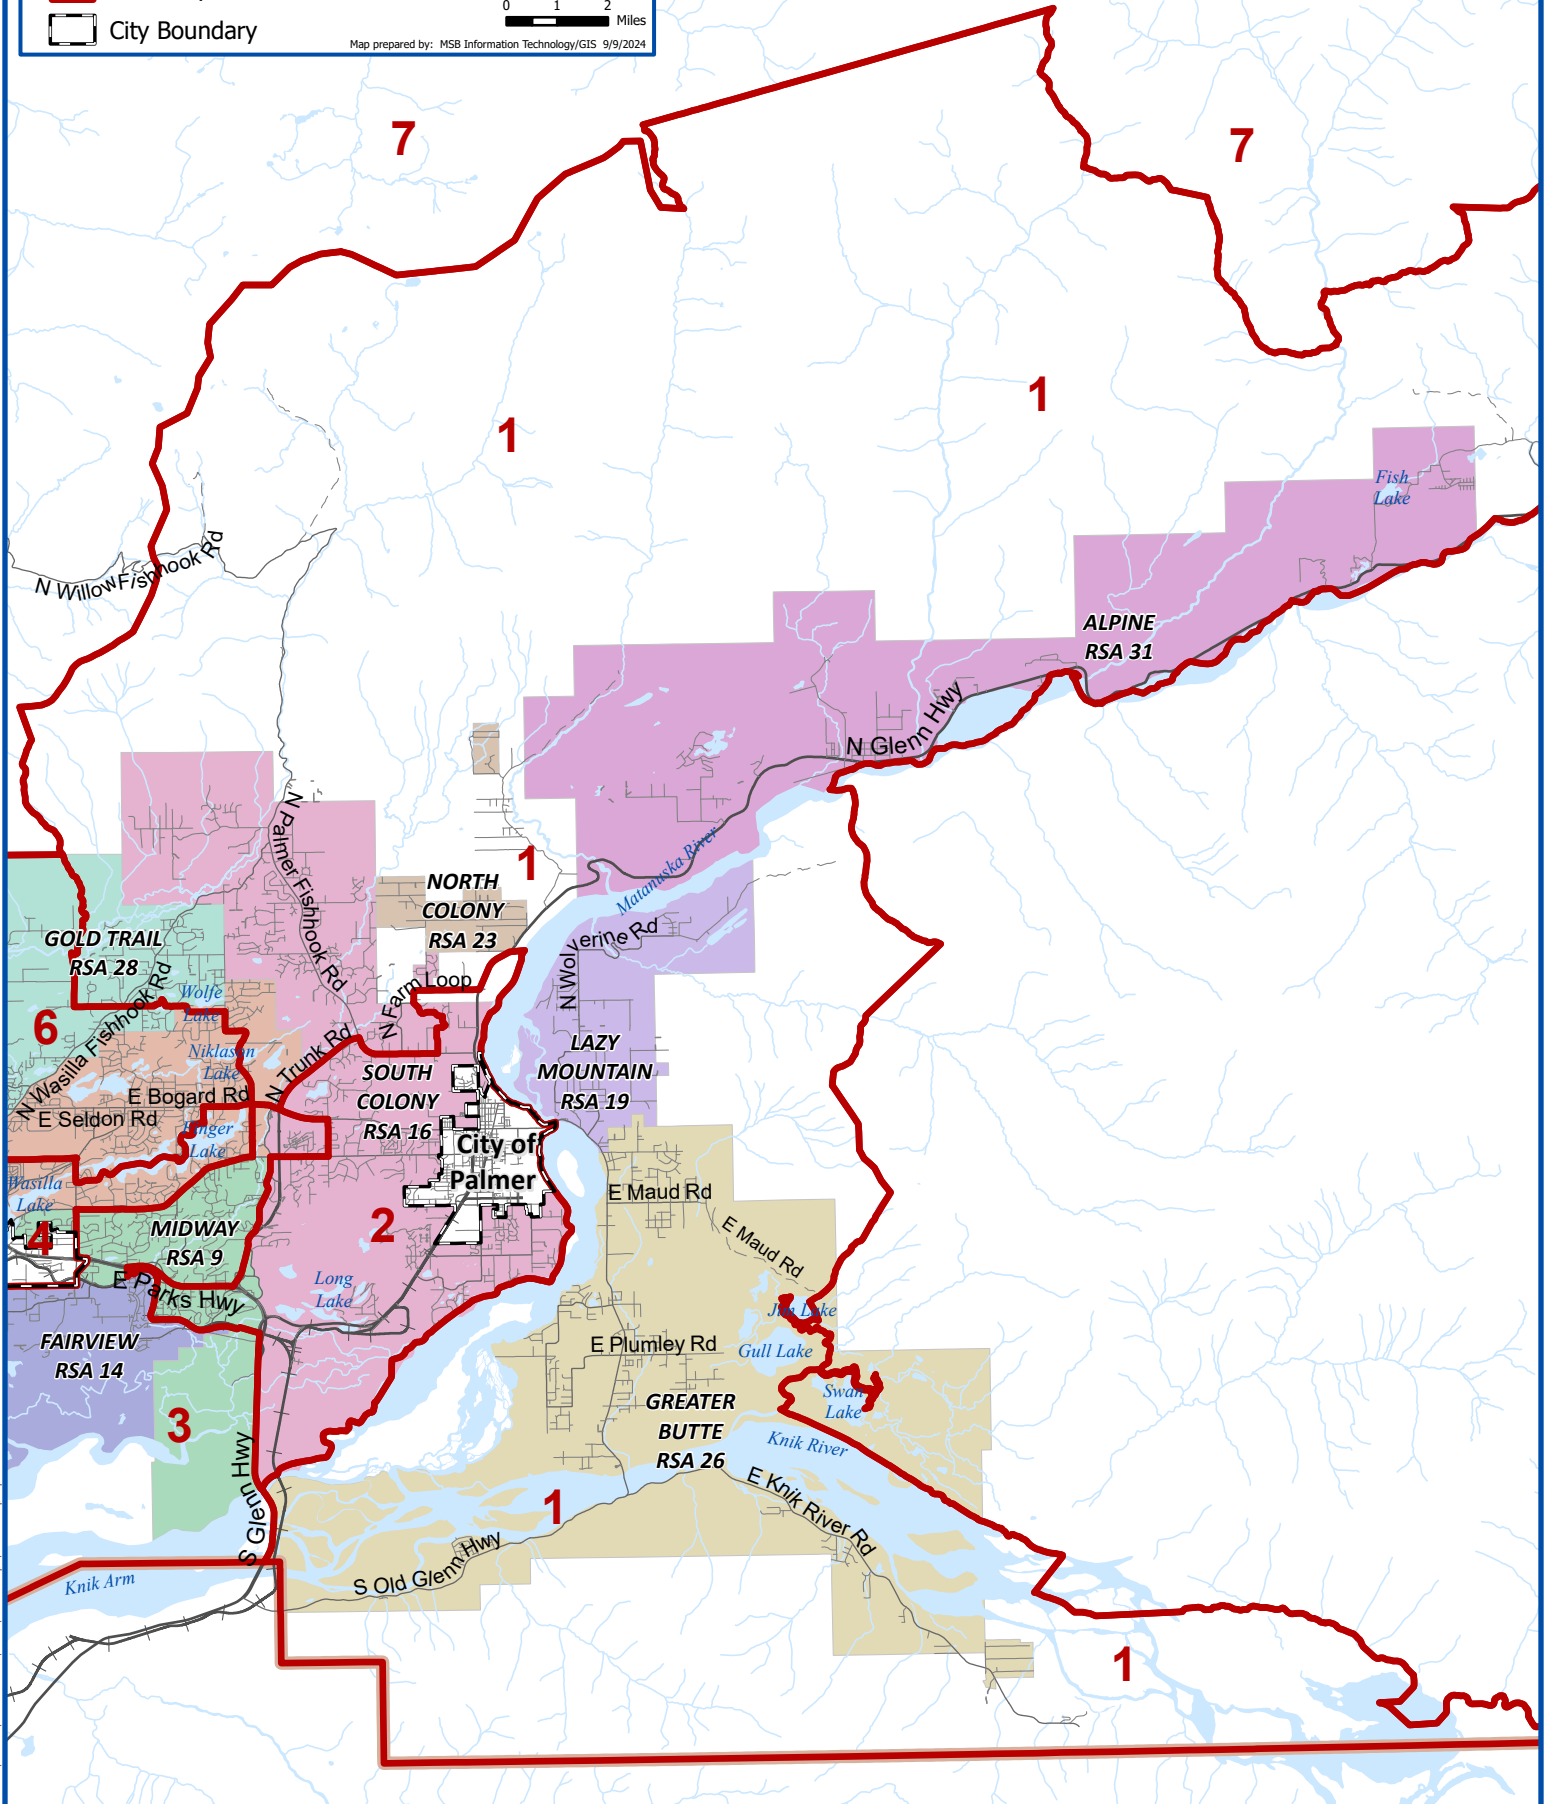 0 1 2
Miles
City Boundary
Map prepared by: MSB Information Technology/GIS 9/9/2024
7
7
1
1
Fish
Lake
N Willow Fishhook Rd
ALPINE
RSA 31
N Glenn Hwy
N Palmer Fishhook Rd
1
Matanuska River
NORTH
COLONY
RSA 23
N Wolverine Rd
GOLD TRAIL
RSA 28
N Farm Loop
Wolfe
Lake
6
N Wasilla Fishhook Rd
Niklason
Lake
N Trunk Rd
LAZY
MOUNTAIN
RSA 19
SOUTH
COLONY
RSA 16
E Bogard Rd
E Seldon Rd
Finger
Lake
City of
Palmer
Wasilla
Lake
E Maud Rd
E Maud Rd
4
MIDWAY
RSA 9
2
Long
Lake
E Parks Hwy
Jim Lake
FAIRVIEW
RSA 14
E Plumley Rd
Gull Lake
Swan
Lake
GREATER
BUTTE
RSA 26
3
Knik River
S Glenn Hwy
E Knik River Rd
1
S Old Glenn Hwy
Knik Arm
1